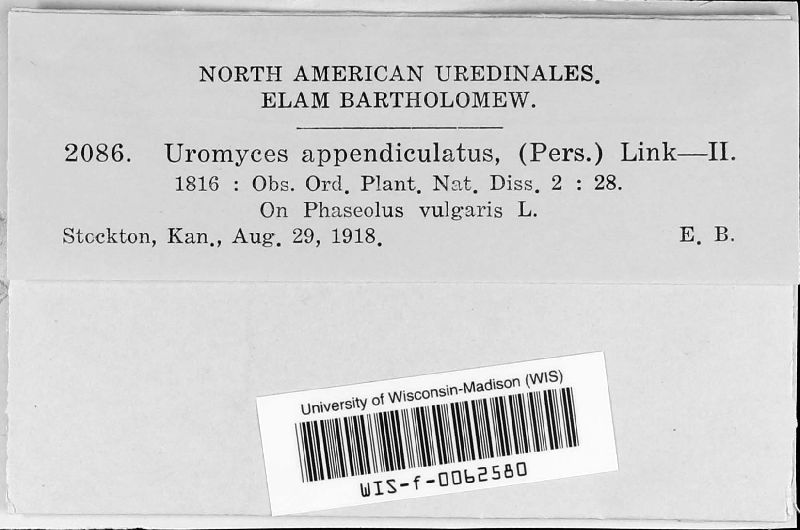 NORTH AMERICAN UREDINALES.
ELAM BARTHOLOMEW.
2086. Uromyces appendiculatus, (Pers.) Link—II.
1816 : Obs. Ord. Plant. Nat. Diss. 2 : 28.
On Phaseolus vulgaris L.
Stockton, Kan., Aug. 29, 1918. E. B.
University of Wisconsin-Madison (WIS)
WIS-f-0062580